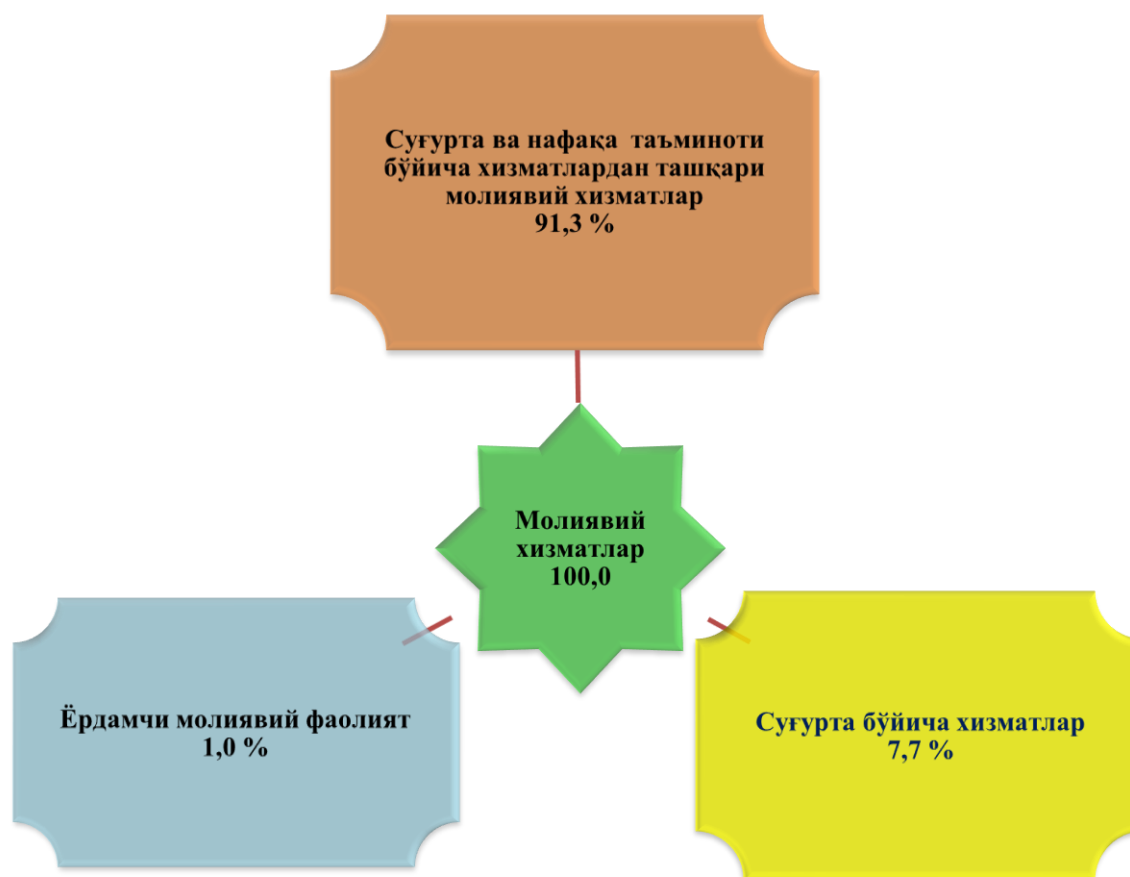 Суғурта ва нафақа таъминоти
бўйича хизматлардан ташқари
молиявий хизматлар
91,3 %
Молиявий
хизматлар
100,0
Ёрдамчи молиявий фаолият
1,0 %
Суғурта бўйича хизматлар
7,7 %